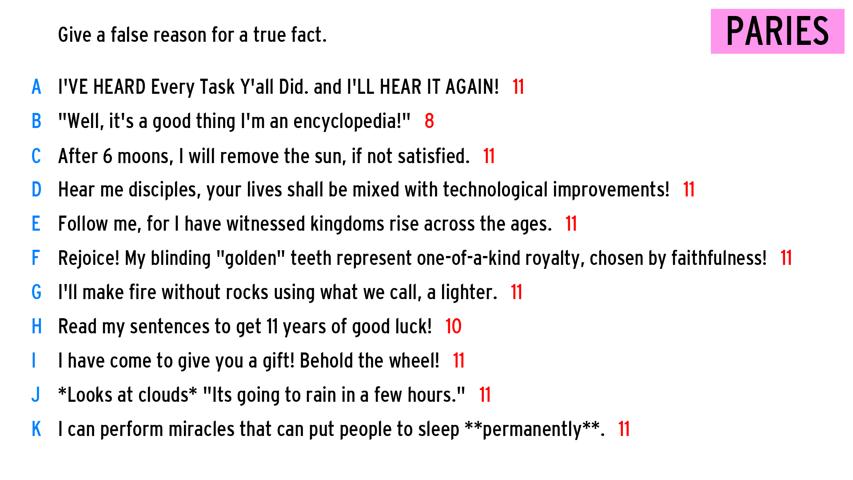 Give a false reason for a true fact.
PARIES
A I'VE HEARD Every Task Y'all Did. and I'LL HEAR IT AGAIN! 11
B "Well, it's a good thing I'm an encyclopedia!" 8
C After 6 moons, I will remove the sun, if not satisfied. 11
D Hear me disciples, your lives shall be mixed with technological improvements! 11
E Follow me, for I have witnessed kingdoms rise across the ages. 11
F Rejoice! My blinding "golden" teeth represent one-of-a-kind royalty, chosen by faithfulness! 11
G I'll make fire without rocks using what we call, a lighter. 11
H Read my sentences to get 11 years of good luck! 10
I I have come to give you a gift! Behold the wheel! 11
J *Looks at clouds* "Its going to rain in a few hours." 11
K I can perform miracles that can put people to sleep **permanently**. 11